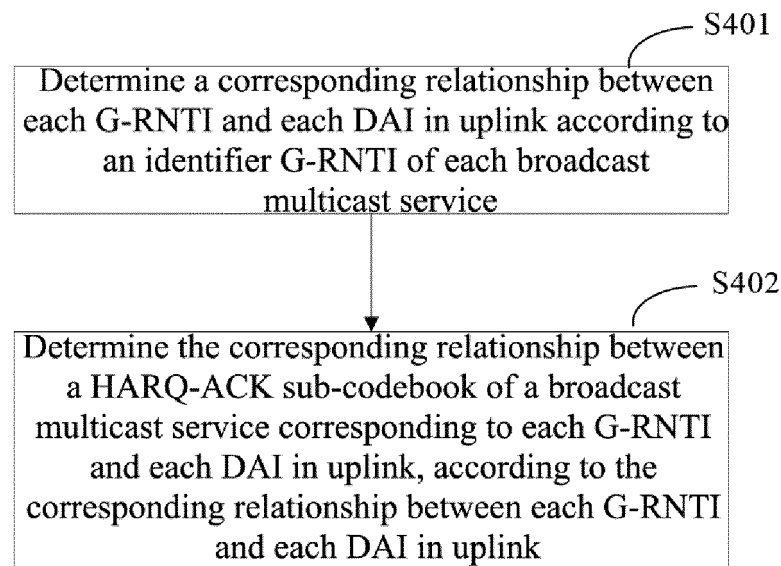 S401
Determine a corresponding relationship between
each G-RNTI and each DAI in uplink according to
an identifier G-RNTI of each broadcast
multicast service
S402
Determine the corresponding relationship between
a HARQ-ACK sub-codebook of a broadcast
multicast service corresponding to each G-RNTI
and each DAI in uplink, according to the
corresponding relationship between each G-RNTI
and each DAI in uplink